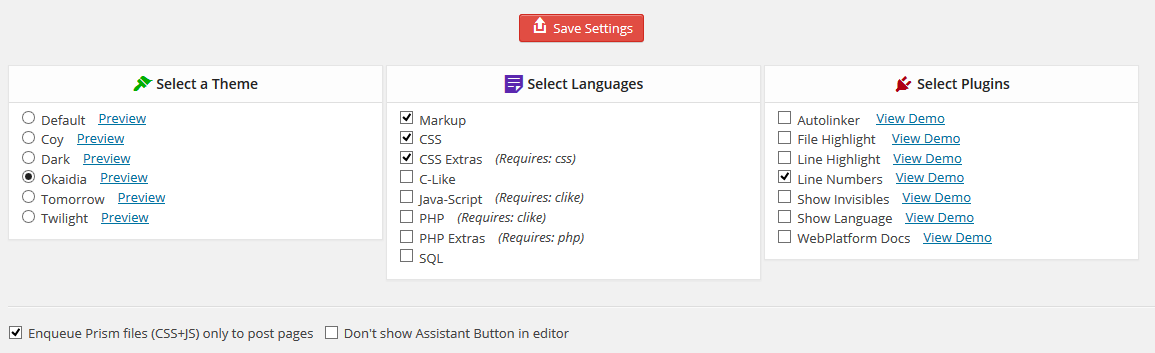 Save Settings
Select a Theme
Default Preview
Coy Preview
Dark Preview
Okaidia Preview
Tomorrow Preview
Twilight Preview
Select Languages
Markup
CSS
CSS Extras (Requires: css)
C-Like
Java-Script (Requires: clike)
PHP (Requires: clike)
PHP Extras (Requires: php)
SQL
Select Plugins
Autolinker View Demo
File Highlight View Demo
Line Highlight View Demo
Line Numbers View Demo
Show Invisibles View Demo
Show Language View Demo
WebPlatform Docs View Demo
Enqueue Prism files (CSS+JS) only to post pages Don't show Assistant Button in editor